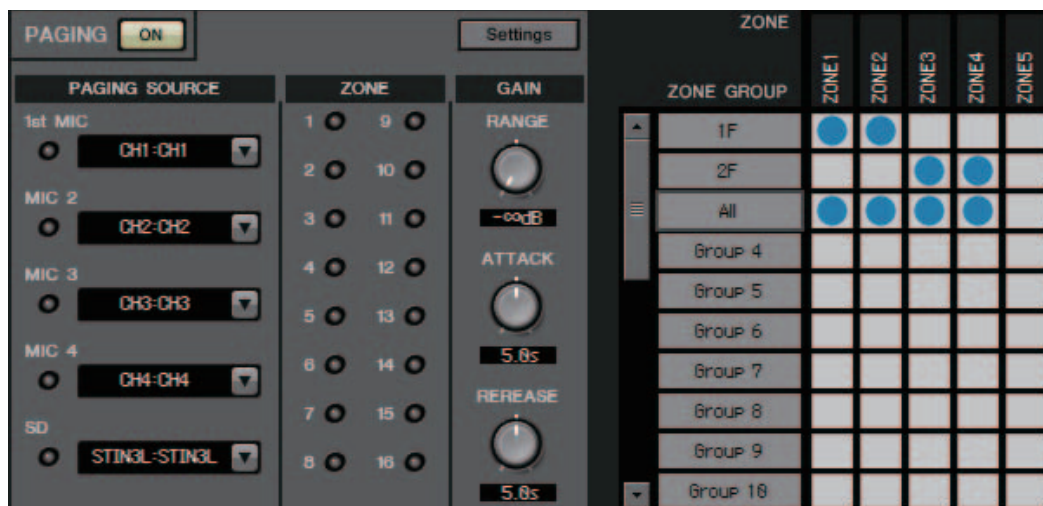 PAGING ON
Settings
PAGING SOURCE
1st MIC
CH1:CH1
MIC 2
CH2:CH2
MIC 3
CH3:CH3
MIC 4
CH4:CH4
SD
STIN3L:STIN3L
ZONE
1 9
2 10
3 11
4 12
5 13
6 14
7 15
8 16
GAIN
RANGE
-∞dB
ATTACK
5.0s
REREASE
5.0s
ZONE
ZONE GROUP
ZONE1
ZONE2
ZONE3
ZONE4
ZONE5
1F
2F
All
Group 4
Group 5
Group 6
Group 7
Group 8
Group 9
Group 10